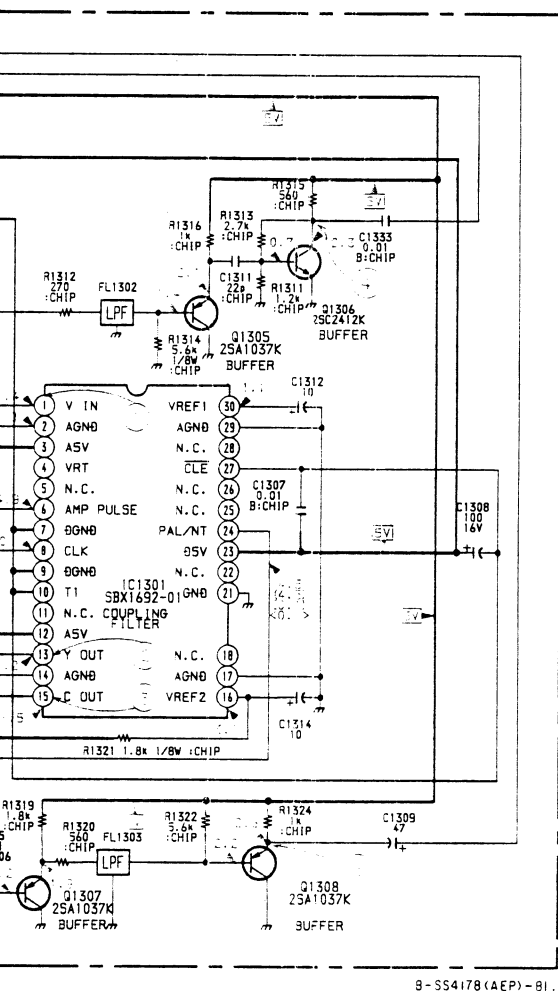 5V
R1315
560
:CHIP
5V
R1316
1k
:CHIP
R1313
2.7k
:CHIP
C1333
0.01
B:CHIP
C1311
22p
:CHIP
R1311
1.2k
:CHIP
Q1306
2SC2412K
BUFFER
R1312
270
:CHIP
FL1302
LPF
R1314
5.6k
1/8W
:CHIP
Q1305
2SA1037K
BUFFER
C1312
10
1 V IN
2 AGND
3 A5V
4 VRT
5 N.C.
6 AMP PULSE
7 DGND
8 CLK
9 DGND
10 T1
11 N.C.
12 A5V
13 Y OUT
14 AGND
15 C OUT
VREF1 30
AGND 29
N.C. 28
CLE 27
N.C. 26
N.C. 25
PAL/NT 24
D5V 23
N.C. 22
GND 21
N.C. 18
AGND 17
VREF2 16
IC1301
SBX1692-01
COUPLING
FILTER
C1307
0.01
B:CHIP
C1308
100
16V
5V
5V
C1314
10
R1321 1.8k 1/8W :CHIP
R1319
1.8k
:CHIP
R1320
560
:CHIP
FL1303
LPF
R1322
5.6k
:CHIP
R1324
1k
:CHIP
C1309
47
Q1307
2SA1037K
BUFFER
Q1308
2SA1037K
BUFFER
B-SS4178(AEP)-BI.